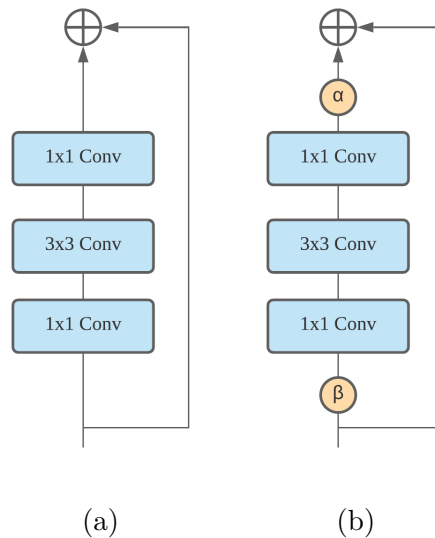 1x1 Conv
3x3 Conv
1x1 Conv
(a)
α
1x1 Conv
3x3 Conv
1x1 Conv
β
(b)